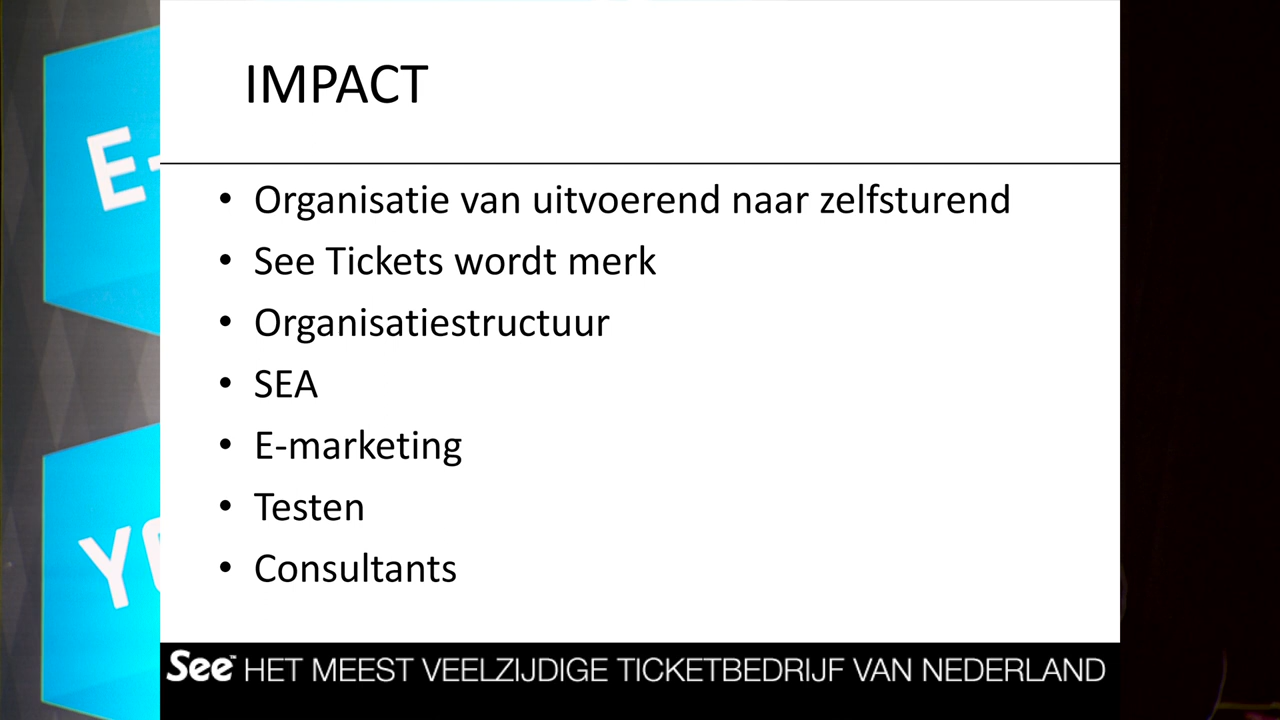 IMPACT
• Organisatie van uitvoerend naar zelfsturend
• See Tickets wordt merk
• Organisatiestructuur
• SEA
• E-marketing
• Testen
• Consultants
See™ HET MEEST VEELZIJDIGE TICKETBEDRIJF VAN NEDERLAND
E-